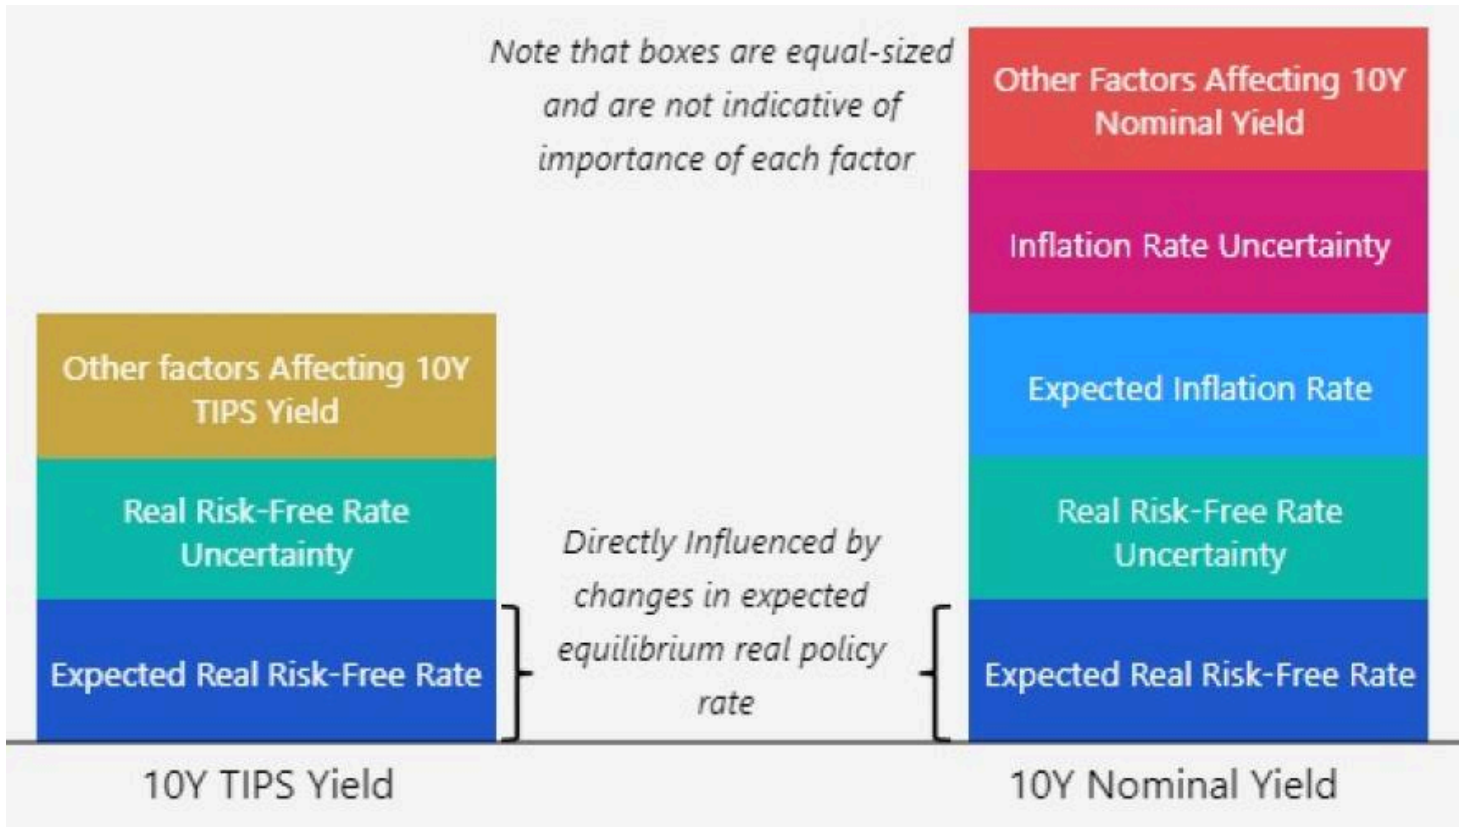 Note that boxes are equal-sized
and are not indicative of
importance of each factor
Other Factors Affecting 10Y
Nominal Yield
Inflation Rate Uncertainty
Other factors Affecting 10Y
TIPS Yield
Expected Inflation Rate
Real Risk-Free Rate
Uncertainty
Directly Influenced by
changes in expected
equilibrium real policy
rate
Real Risk-Free Rate
Uncertainty
Expected Real Risk-Free Rate
Expected Real Risk-Free Rate
10Y TIPS Yield
10Y Nominal Yield